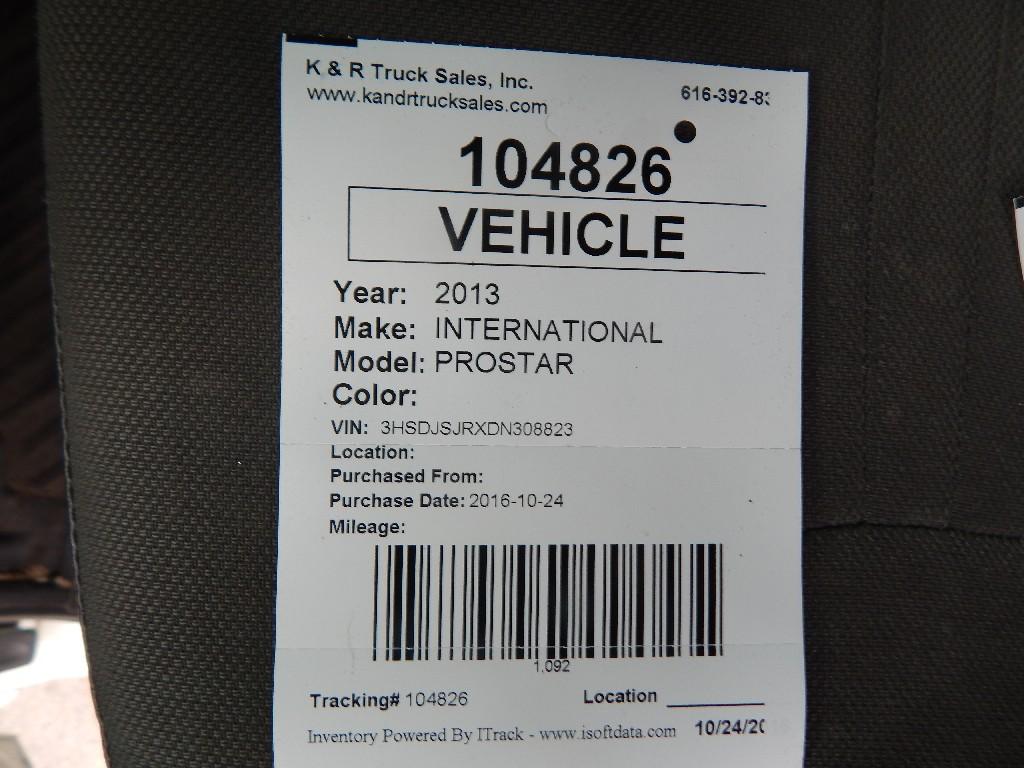 K & R Truck Sales, Inc.
www.kandrtrucksales.com
616-392-8
104826
VEHICLE
Year: 2013
Make: INTERNATIONAL
Model: PROSTAR
Color:
VIN: 3HSDJSJRXDN308823
Location:
Purchased From:
Purchase Date: 2016-10-24
Mileage:
1,092
Tracking# 104826
Location
Inventory Powered By ITrack - www.isoftdata.com
10/24/20